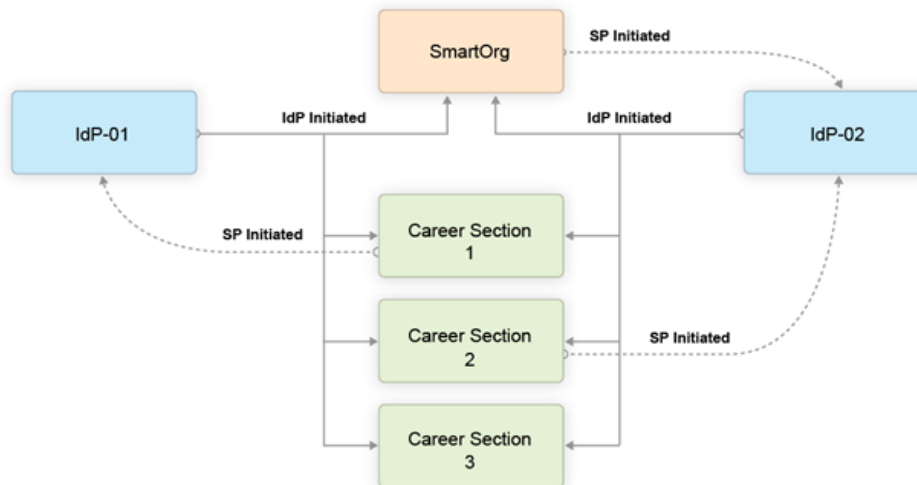 SmartOrg
SP Initiated
IdP-01
IdP Initiated
IdP Initiated
IdP-02
SP Initiated
Career Section
1
Career Section
2
SP Initiated
Career Section
3